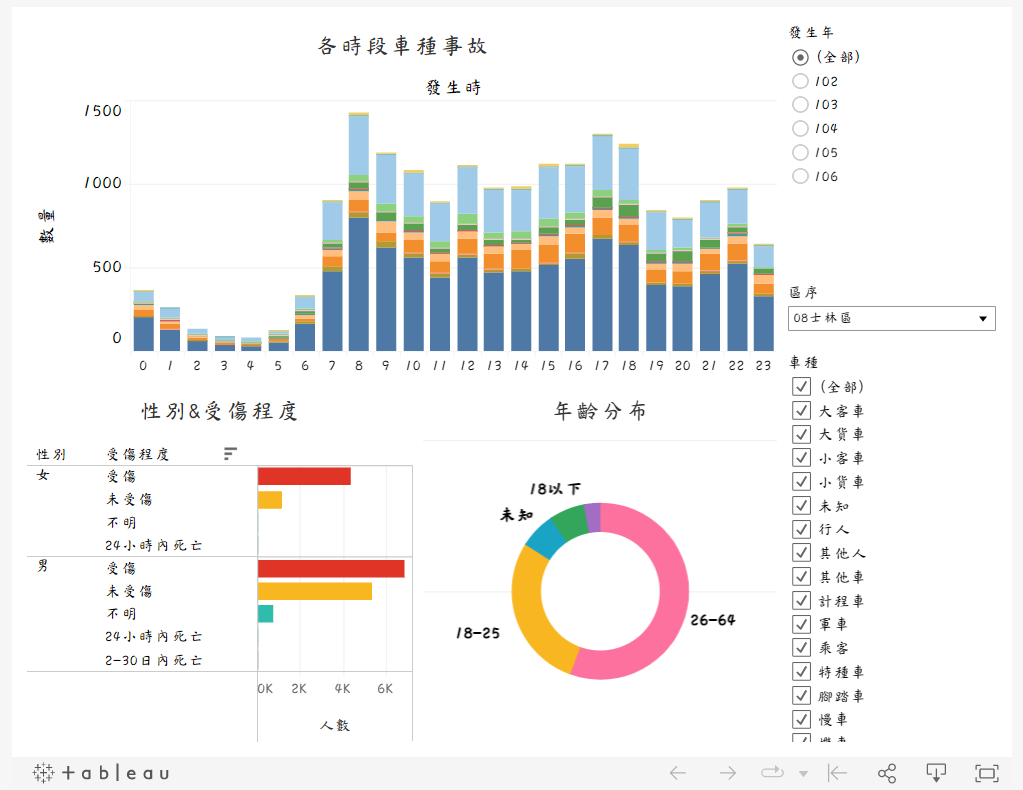 各時段車種事故
發生時
1500
1000
500
0
數量
0 1 2 3 4 5 6 7 8 9 10 11 12 13 14 15 16 17 18 19 20 21 22 23
發生年
(全部)
102
103
104
105
106
區序
08士林區
車種
(全部)
大客車
大貨車
小客車
小貨車
未知
行人
其他人
其他車
計程車
軍車
乘客
特種車
腳踏車
慢車
性別&受傷程度
性別 受傷程度
女 受傷
未受傷
不明
24小時內死亡
男 受傷
未受傷
不明
24小時內死亡
2-30日內死亡
0K 2K 4K 6K
人數
年齡分布
18以下
未知
18-25
26-64
+ableau